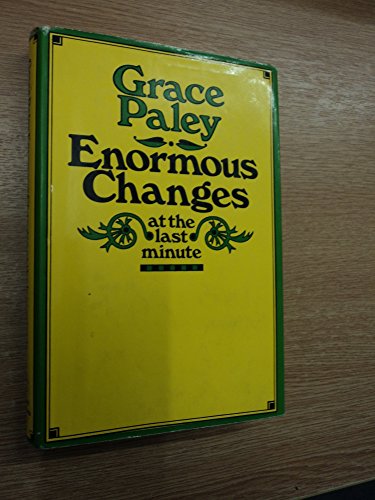 Grace
Paley
Enormous
Changes
at the
last
minute